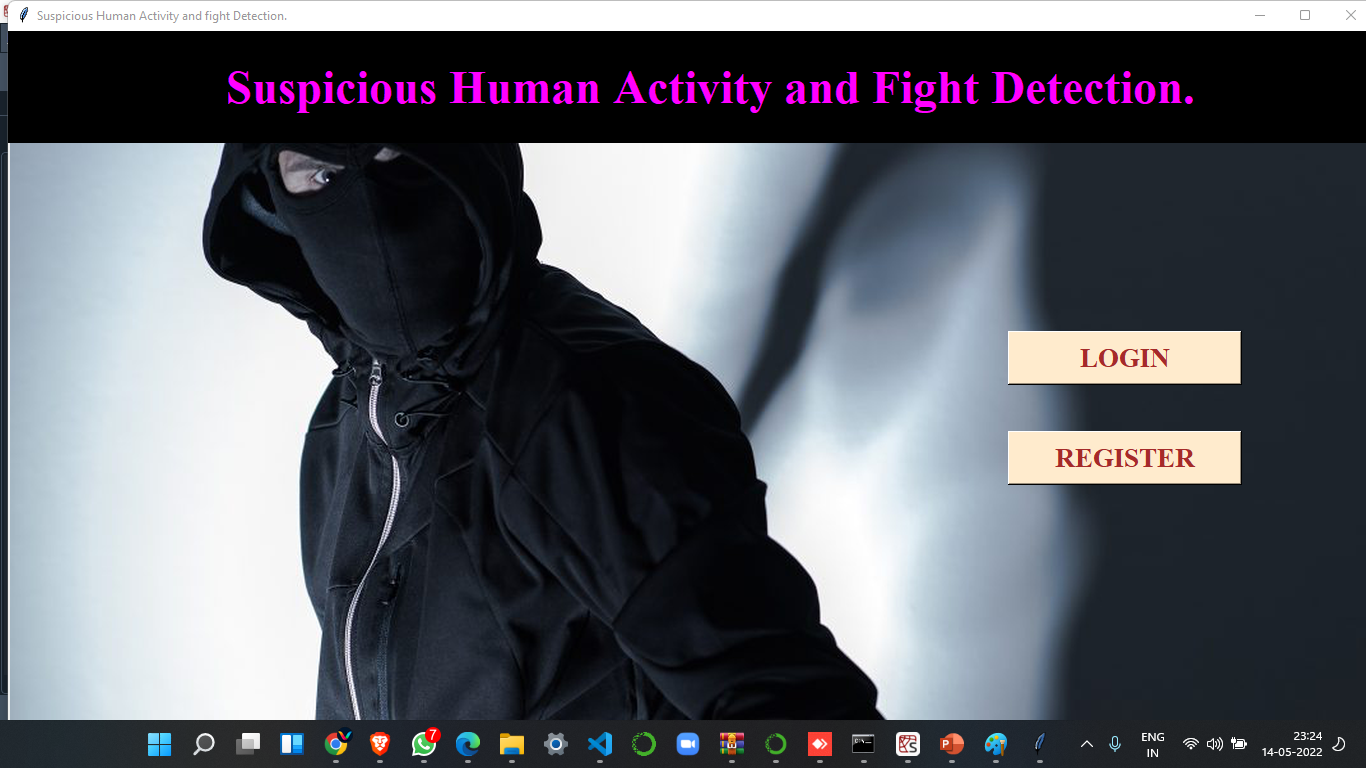 Suspicious Human Activity and fight Detection.
Suspicious Human Activity and Fight Detection.
LOGIN
REGISTER
7
P
ENG
IN
23:24
14-05-2022